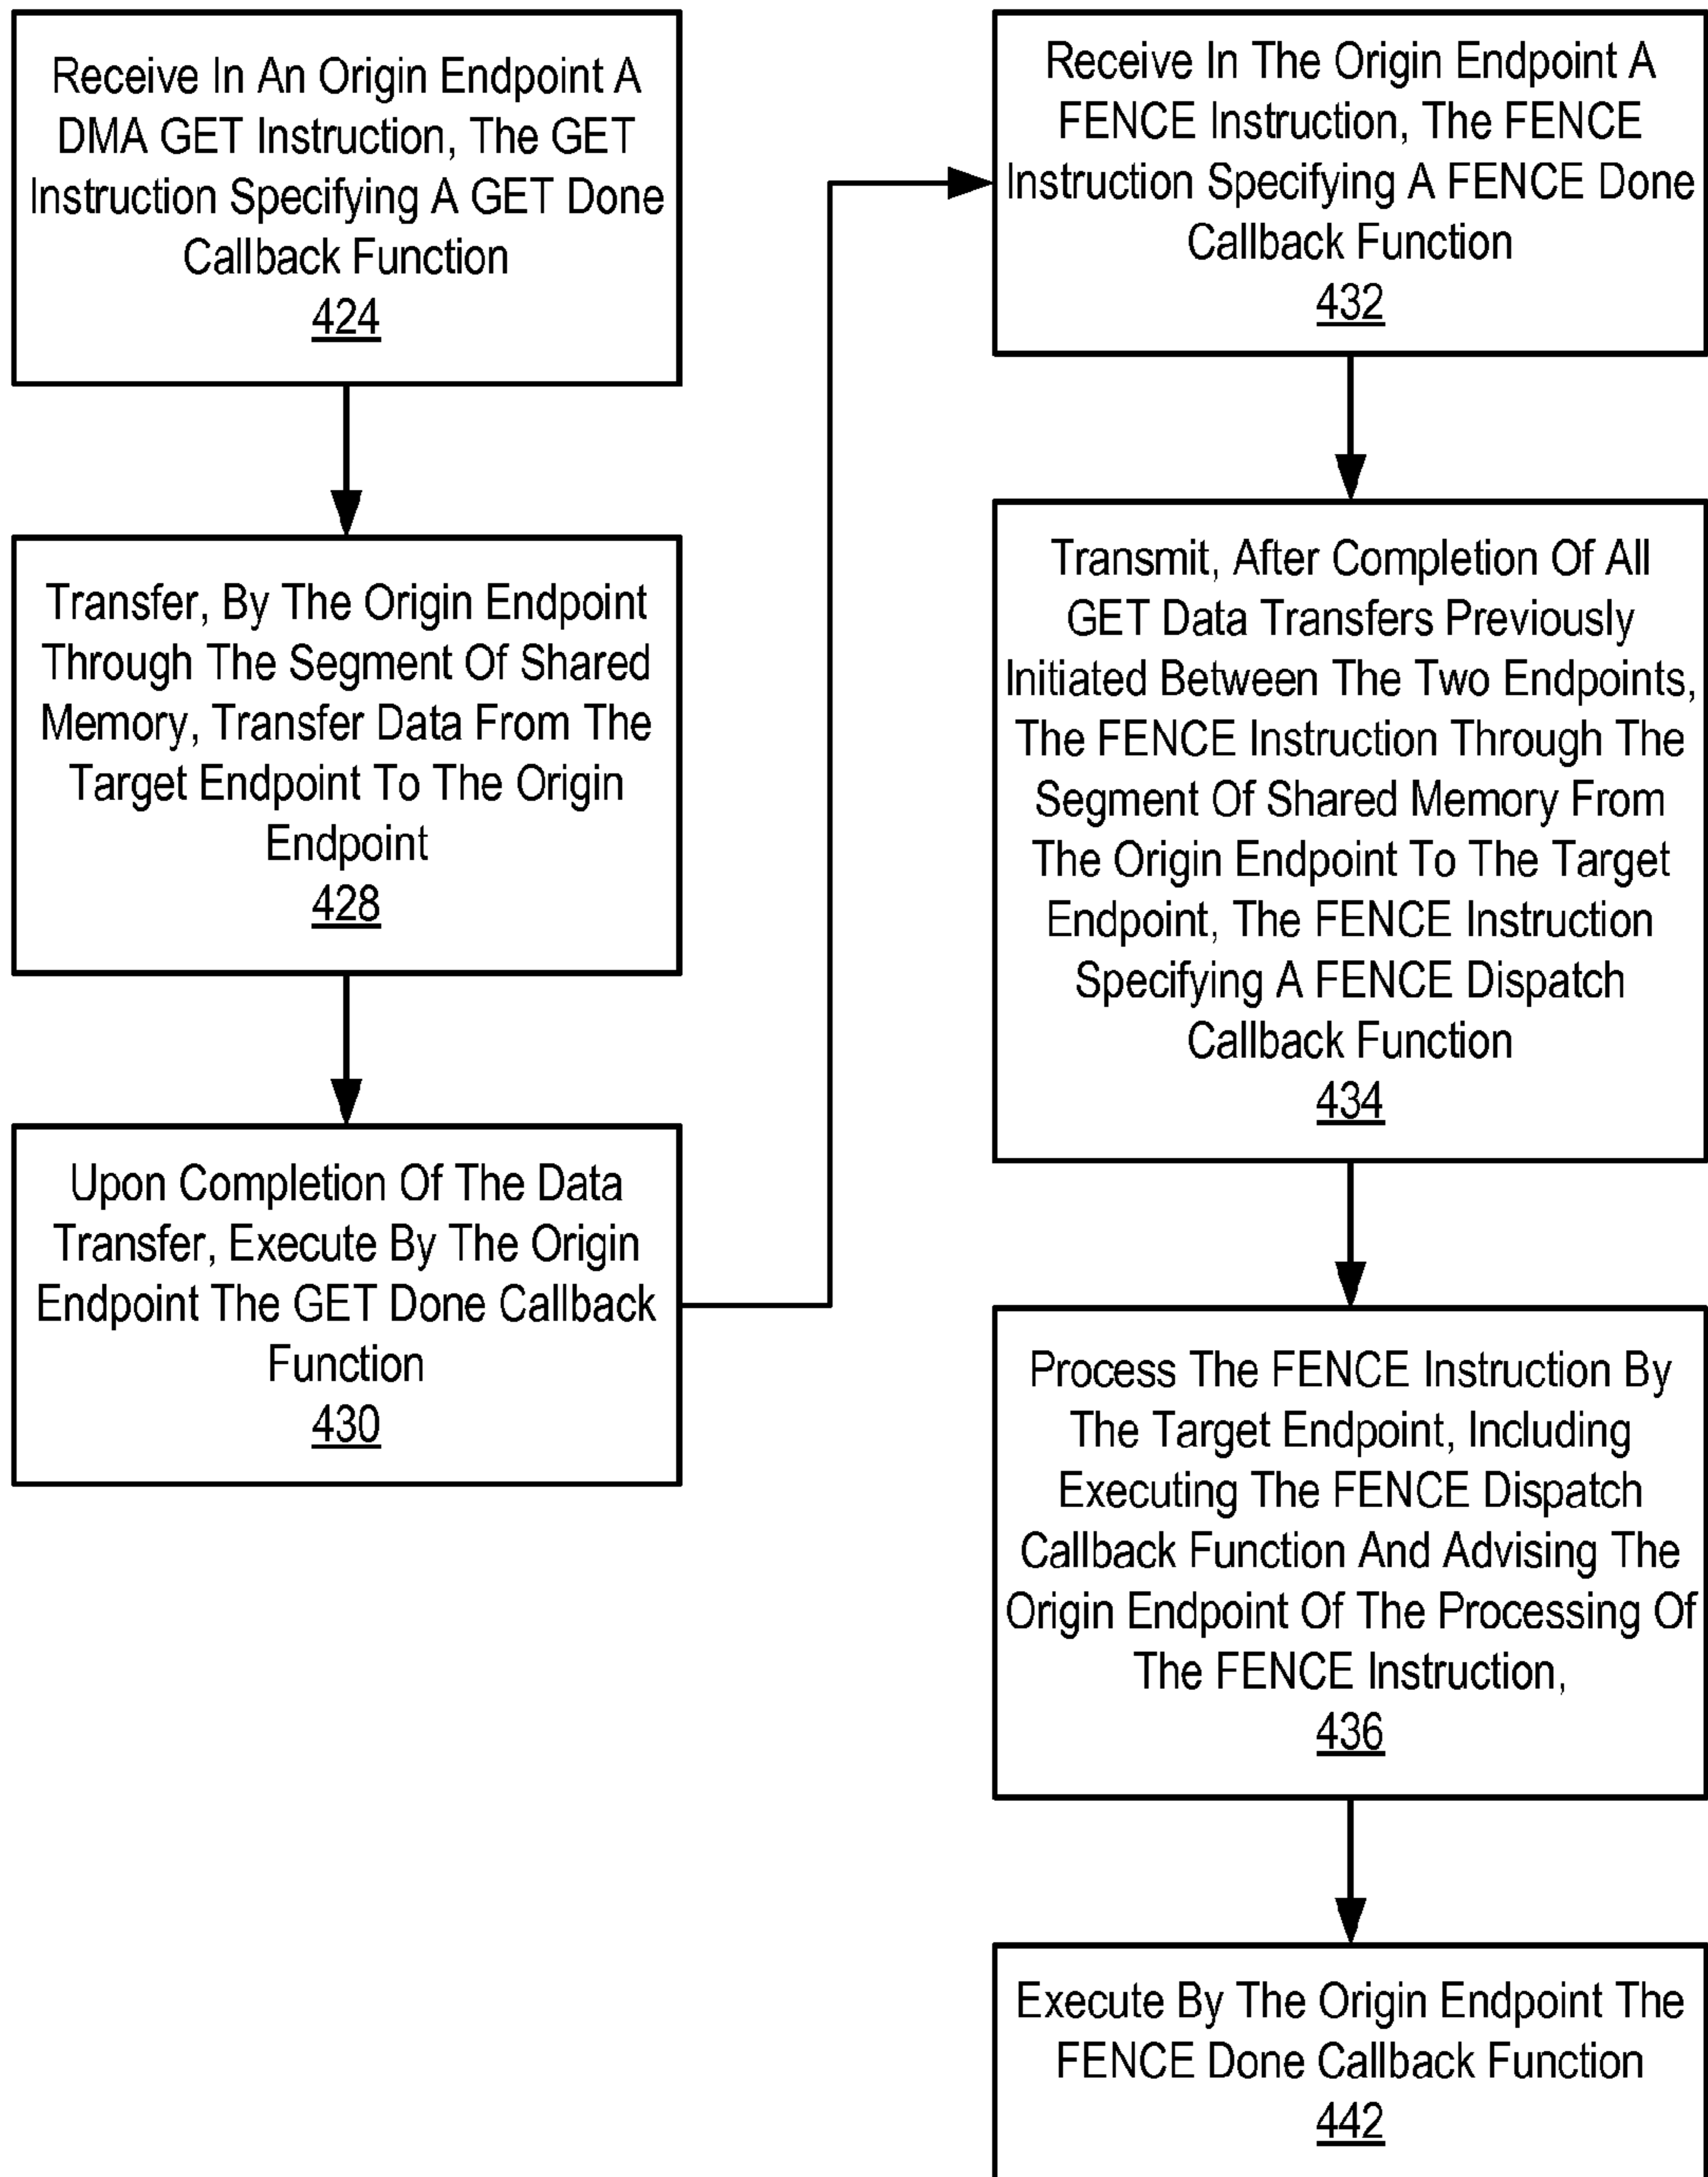 Receive In An Origin Endpoint A
DMA GET Instruction, The GET
Instruction Specifying A GET Done
Callback Function
424
Transfer, By The Origin Endpoint
Through The Segment Of Shared
Memory, Transfer Data From The
Target Endpoint To The Origin
Endpoint
428
Upon Completion Of The Data
Transfer, Execute By The Origin
Endpoint The GET Done Callback
Function
430
Receive In The Origin Endpoint A
FENCE Instruction, The FENCE
Instruction Specifying A FENCE Done
Callback Function
432
Transmit, After Completion Of All
GET Data Transfers Previously
Initiated Between The Two Endpoints,
The FENCE Instruction Through The
Segment Of Shared Memory From
The Origin Endpoint To The Target
Endpoint, The FENCE Instruction
Specifying A FENCE Dispatch
Callback Function
434
Process The FENCE Instruction By
The Target Endpoint, Including
Executing The FENCE Dispatch
Callback Function And Advising The
Origin Endpoint Of The Processing Of
The FENCE Instruction,
436
Execute By The Origin Endpoint The
FENCE Done Callback Function
442